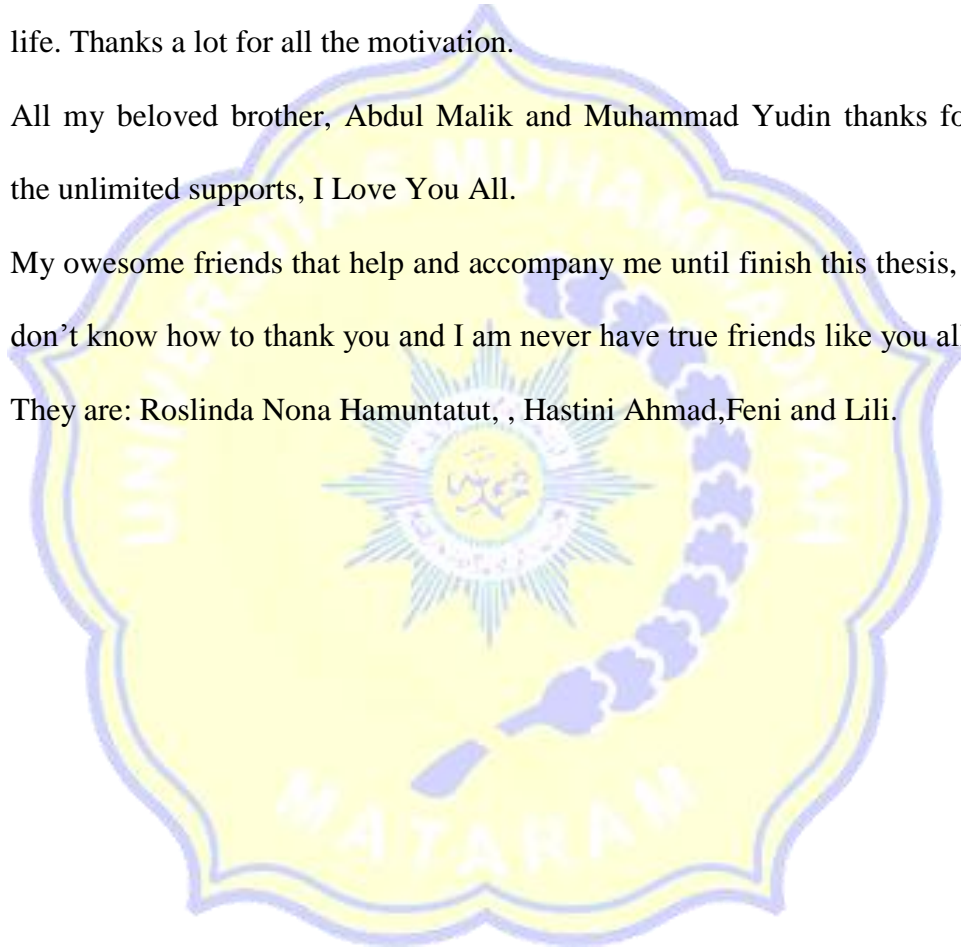 life. Thanks a lot for all the motivation.
All my beloved brother, Abdul Malik and Muhammad Yudin thanks fo
the unlimited supports, I Love You All.
My owesome friends that help and accompany me until finish this thesis,
don’t know how to thank you and I am never have true friends like you al
They are: Roslinda Nona Hamuntatut, , Hastini Ahmad,Feni and Lili.
UNIVERSITAS MUHAMMADIYAH
MATARAM